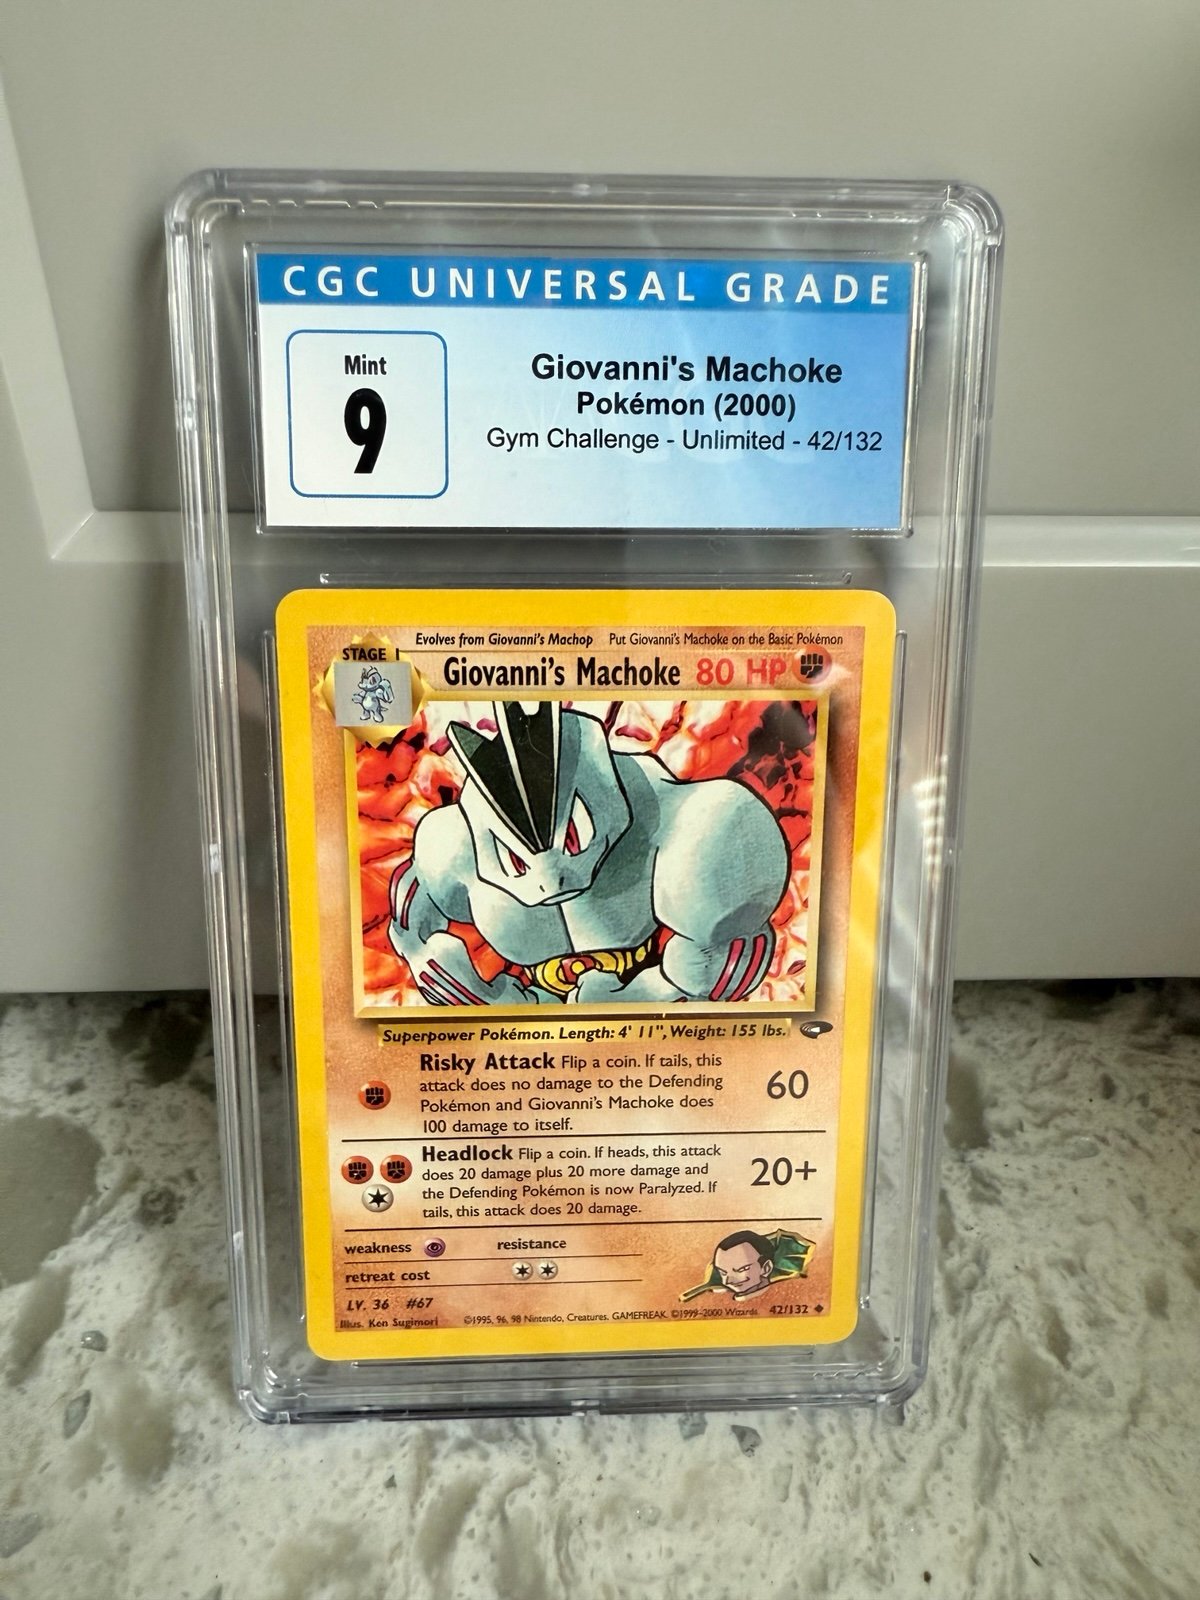 CGC UNIVERSAL GRADE
Mint
9
Giovanni's Machoke
Pokémon (2000)
Gym Challenge - Unlimited - 42/132
Evolves from Giovanni's Machop Put Giovanni's Machoke on the Basic Pokémon
STAGE 1
Giovanni's Machoke 80 HP
Superpower Pokémon. Length: 4' 11", Weight: 155 lbs.
Risky Attack Flip a coin. If tails, this
attack does no damage to the Defending
Pokémon and Giovanni's Machoke does
100 damage to itself.
60
Headlock Flip a coin. If heads, this attack
does 20 damage plus 20 more damage and
the Defending Pokémon is now Paralyzed. If
tails, this attack does 20 damage.
20+
weakness
resistance
retreat cost
LV. 36 #67
Illus. Ken Sugimori
©1995, 96, 98 Nintendo, Creatures, GAMEFREAK. ©1999-2000 Wizards. 42/132